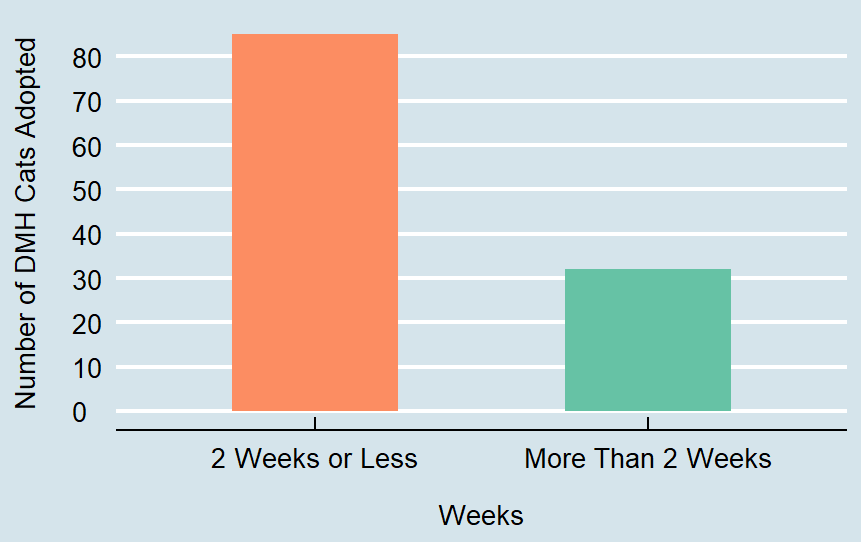 Number of DMH Cats Adopted
80
70
60
50
40
30
20
10
0
2 Weeks or Less
More Than 2 Weeks
Weeks